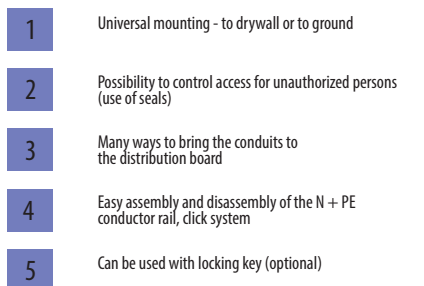 1 Universal mounting - to drywall or to ground
2 Possibility to control access for unauthorized persons
(use of seals)
3 Many ways to bring the conduits to
the distribution board
4 Easy assembly and disassembly of the N + PE
conductor rail, click system
5 Can be used with locking key (optional)